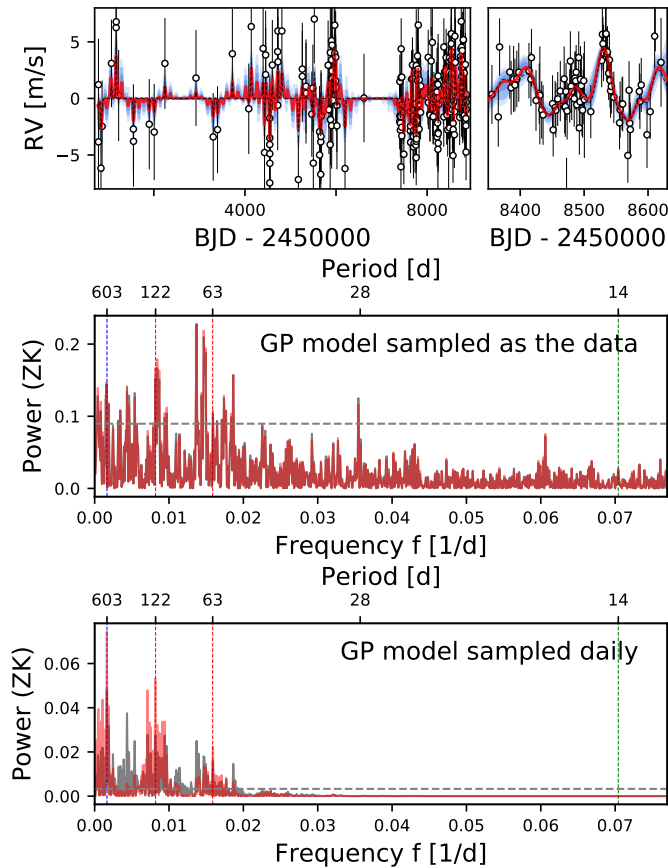 5
0
−5
RV [m/s]
4000 8000
8400 8500 8600
BJD - 2450000 BJD - 2450000
Period [d]
603 122 63 28 14
GP model sampled as the data
0.2
0.1
0.0
Power (ZK)
0.00 0.01 0.02 0.03 0.04 0.05 0.06 0.07
Frequency f [1/d]
Period [d]
603 122 63 28 14
GP model sampled daily
0.06
0.04
0.02
0.00
Power (ZK)
0.00 0.01 0.02 0.03 0.04 0.05 0.06 0.07
Frequency f [1/d]